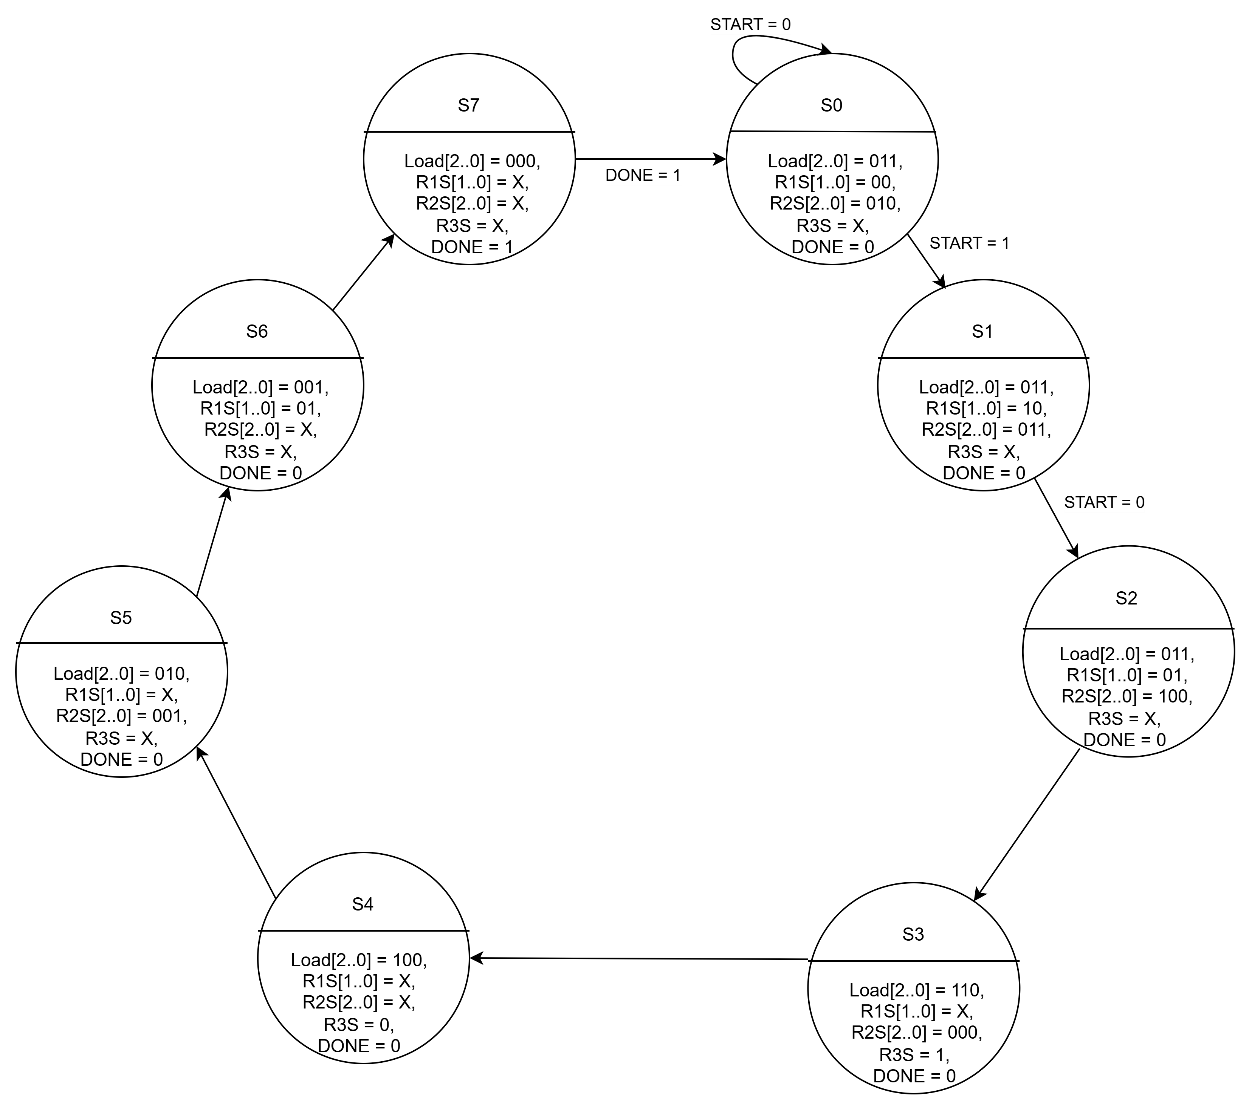 START = 0
S7
Load[2..0] = 000,
R1S[1..0] = X,
R2S[2..0] = X,
R3S = X,
DONE = 1
DONE = 1
S0
Load[2..0] = 011,
R1S[1..0] = 00,
R2S[2..0] = 010,
R3S = X,
DONE = 0
START = 1
S6
Load[2..0] = 001,
R1S[1..0] = 01,
R2S[2..0] = X,
R3S = X,
DONE = 0
S1
Load[2..0] = 011,
R1S[1..0] = 10,
R2S[2..0] = 011,
R3S = X,
DONE = 0
START = 0
S5
Load[2..0] = 010,
R1S[1..0] = X,
R2S[2..0] = 001,
R3S = X,
DONE = 0
S2
Load[2..0] = 011,
R1S[1..0] = 01,
R2S[2..0] = 100,
R3S = X,
DONE = 0
S4
Load[2..0] = 100,
R1S[1..0] = X,
R2S[2..0] = X,
R3S = 0,
DONE = 0
S3
Load[2..0] = 110,
R1S[1..0] = X,
R2S[2..0] = 000,
R3S = 1,
DONE = 0